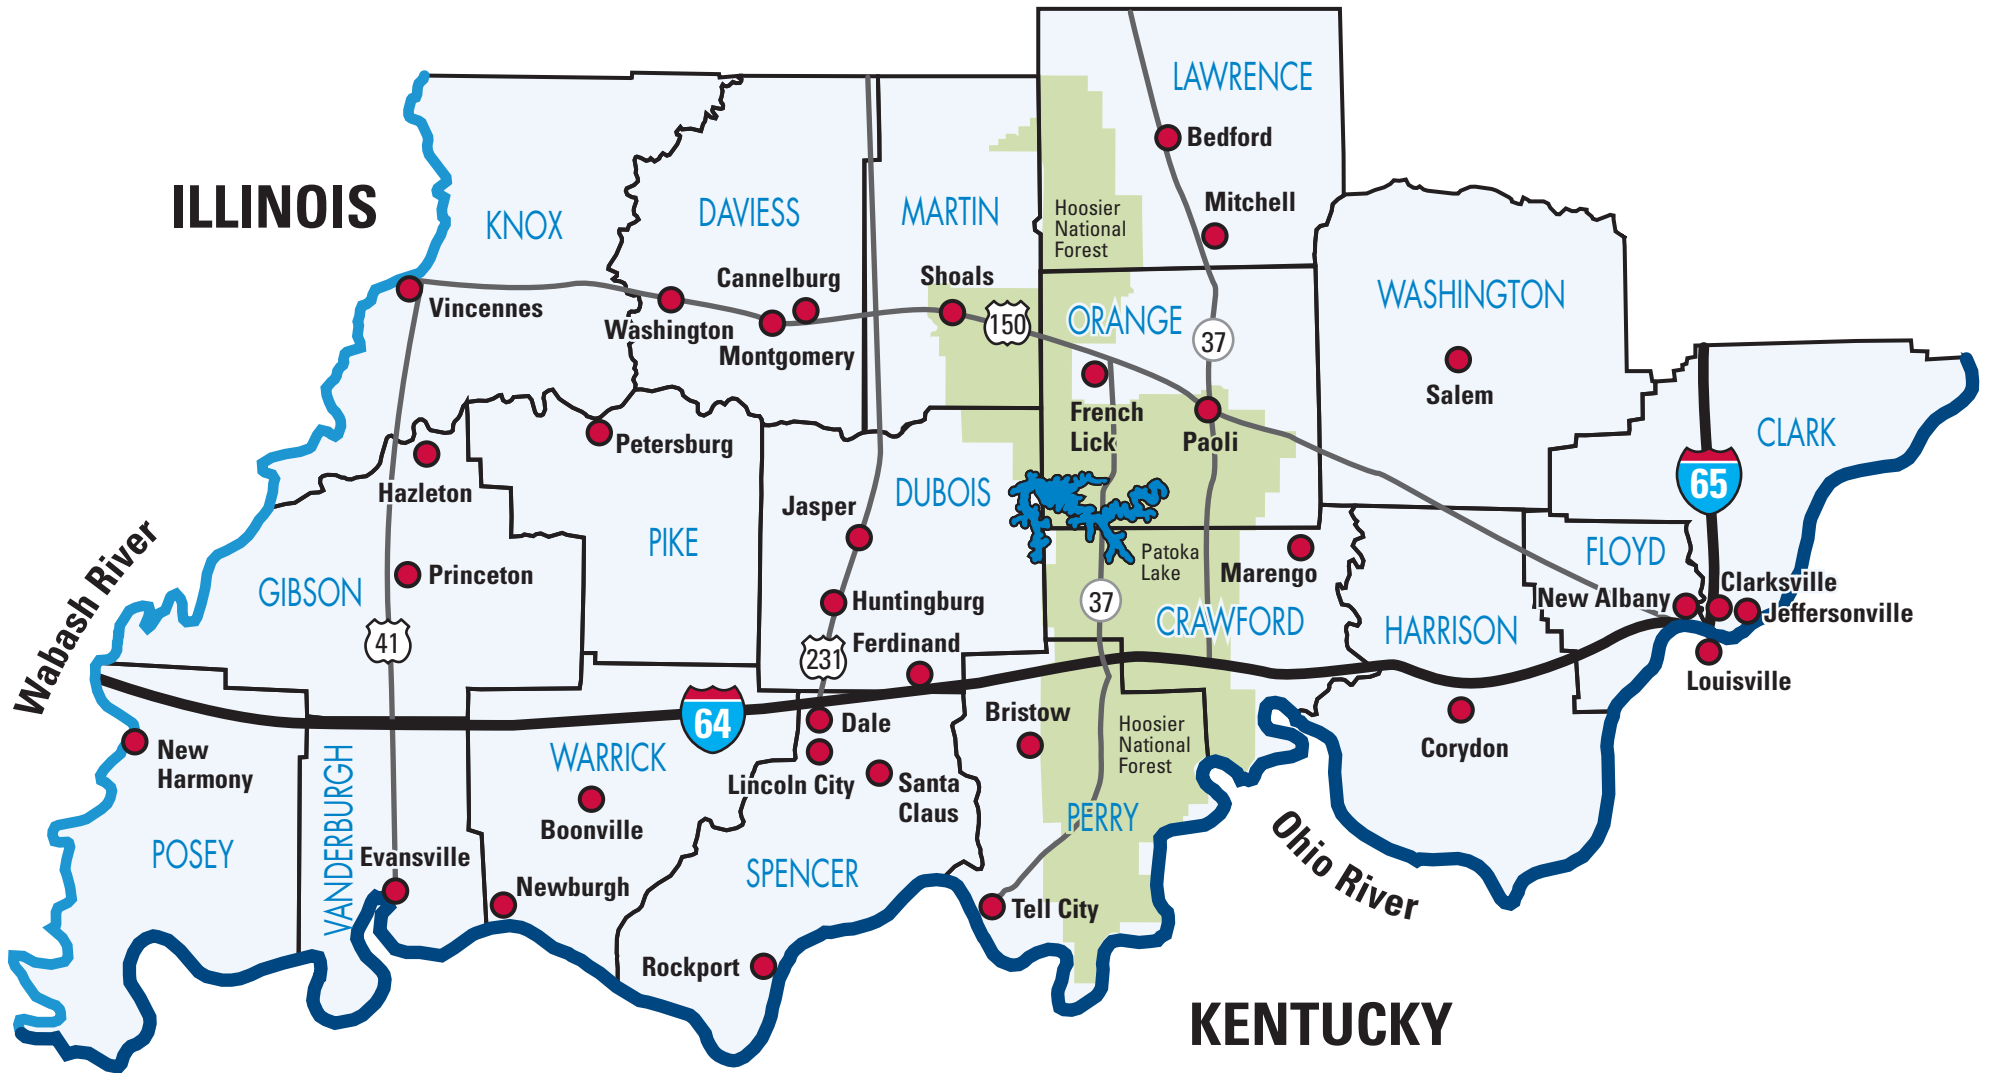 LAWRENCE
Bedford
Mitchell
ILLINOIS
KNOX
DAVIESS
MARTIN
Hoosier
National
Forest
Cannelburg
Shoals
Vincennes
Washington
Montgomery
150
ORANGE
37
WASHINGTON
Salem
French
Lick
Paoli
CLARK
Petersburg
Hazleton
65
Jasper
DUBOIS
PIKE
FLOYD
Patoka
Lake
Marengo
Wabash River
GIBSON
Princeton
Huntingburg
37
CRAWFORD
HARRISON
New Albany
Clarksville
Jeffersonville
41
231
Ferdinand
Louisville
64
Dale
Bristow
Hoosier
National
Forest
Corydon
New
Harmony
WARRICK
Lincoln City
Santa
Claus
Boonville
PERRY
Ohio River
POSEY
VANDERBURGH
Evansville
Newburgh
SPENCER
Tell City
Rockport
KENTUCKY